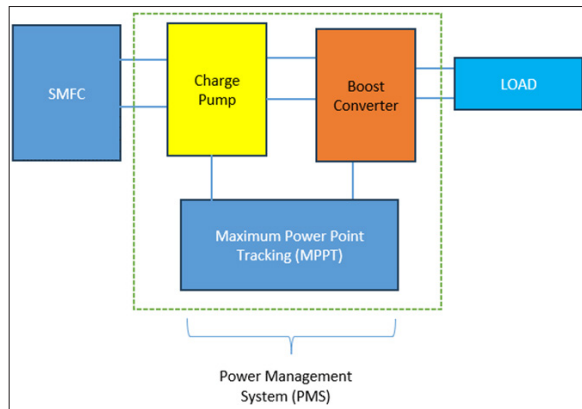 SMFC
Charge
Pump
Boost
Converter
LOAD
Maximum Power Point
Tracking (MPPT)
Power Management
System (PMS)